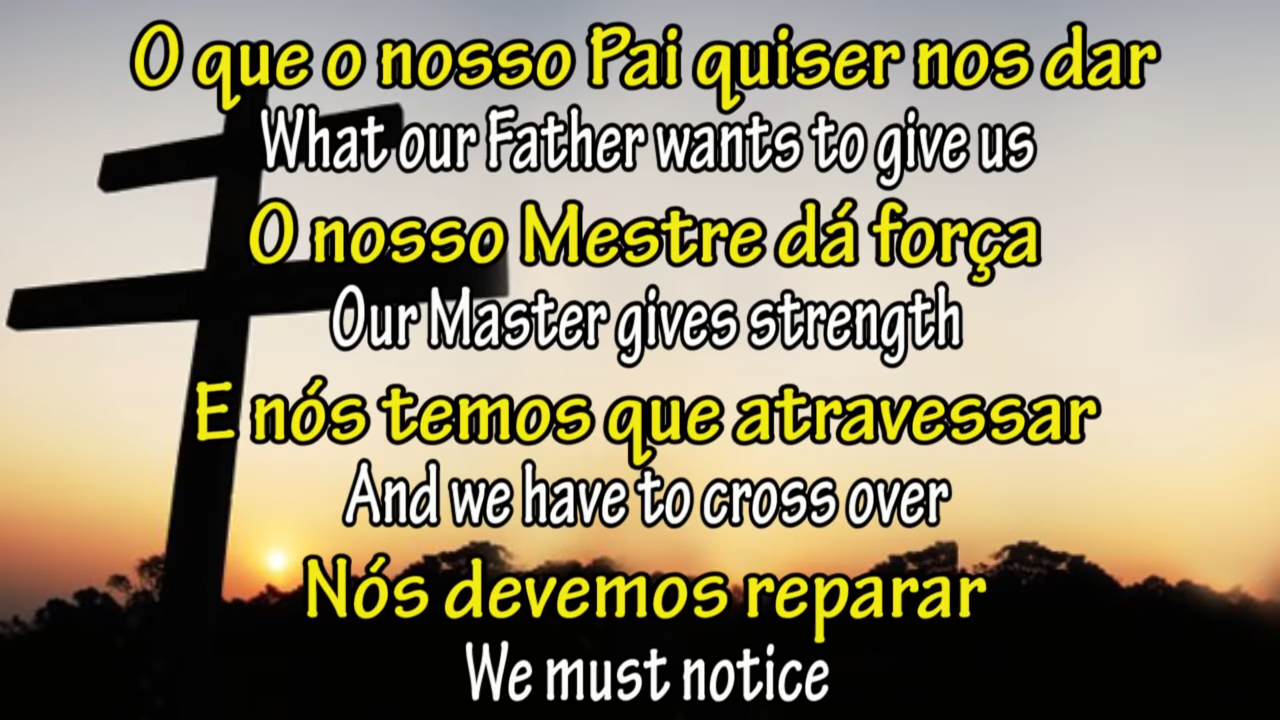 O que o nosso Pai quiser nos dar
What our Father wants to give us
O nosso Mestre dá força
Our Master gives strength
E nós temos que atravessar
And we have to cross over
Nós devemos reparar
We must notice